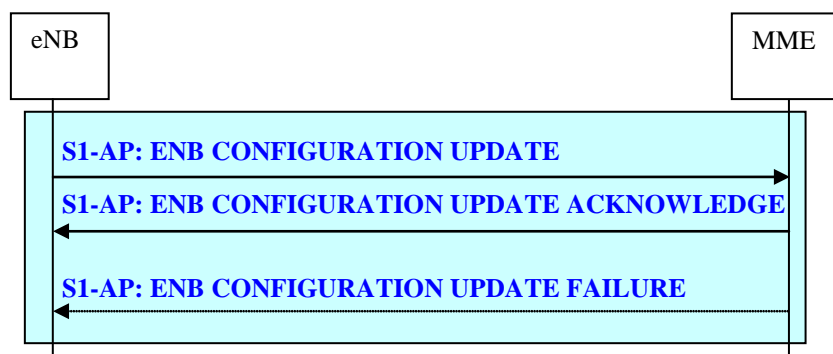 eNB
MME
S1-AP: ENB CONFIGURATION UPDATE
S1-AP: ENB CONFIGURATION UPDATE ACKNOWLEDGE
S1-AP: ENB CONFIGURATION UPDATE FAILURE